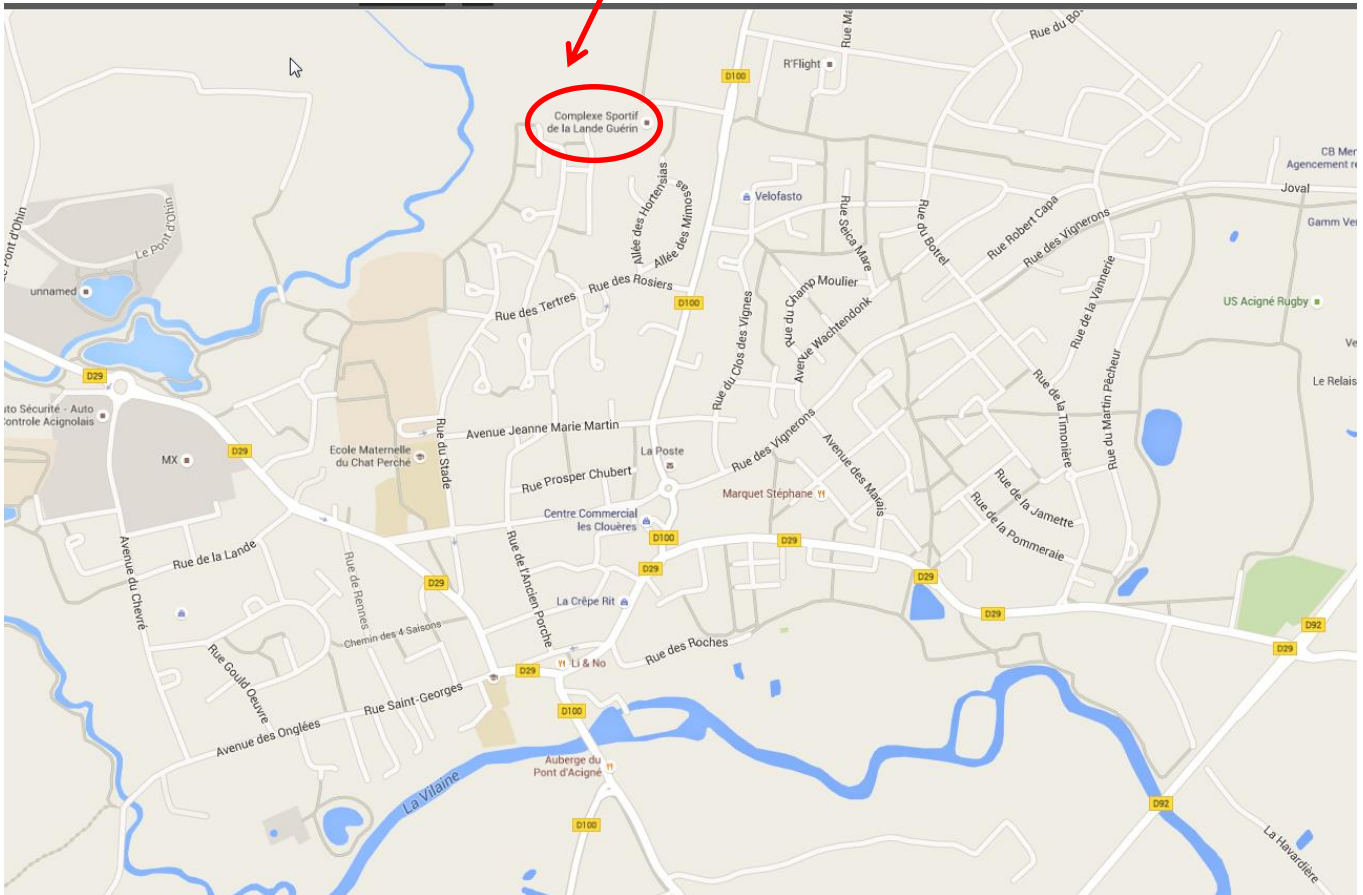 Rue du Bo
D100
R'Flight
Complexe Sportif
de la Lande Guérin
CB Mer
Agencement re
Joval
Velofasto
Allée des Hortensias
Allée des Mimosas
Rue Seica Mare
Rue du Botrel
Rue Robert Capa
Rue des Vignerons
Gamm Ver
Pont d'Ohin
Le Pont d'Ohin
unnamed
Rue des Tertres
Rue des Rosiers
D100
Rue du Champ Moulier
Avenue Wachtendonk
Rue du Clos des Vignes
Rue de la Vannerie
US Acigné Rugby
Ve
Le Relais
D29
uto Sécurité - Auto
Controle Acignolais
Rue du Stade
Avenue Jeanne Marie Martin
Rue de la Timonière
Rue du Martin Pêcheur
MX
D29
Ecole Maternelle
du Chat Perché
La Poste
Rue des Vignerons
Avenue des Marais
Rue Prosper Chubert
Marquet Stéphane
Rue de la Jamette
Rue de la Pommeraie
Centre Commercial
les Clouères
D100
D29
Avenue du Chevré
Rue de la Lande
Rue de Rennes
D29
Rue de l'Ancien Porche
D29
D29
La Crêpe Rit
D29
D92
Chemin des 4 Saisons
Rue des Roches
D29
Rue Gould Oeuvre
D29
Li & No
Rue Saint-Georges
Avenue des Onglées
D100
Auberge du
Pont d'Acigné
La Vilaine
D100
D92
La Havardière